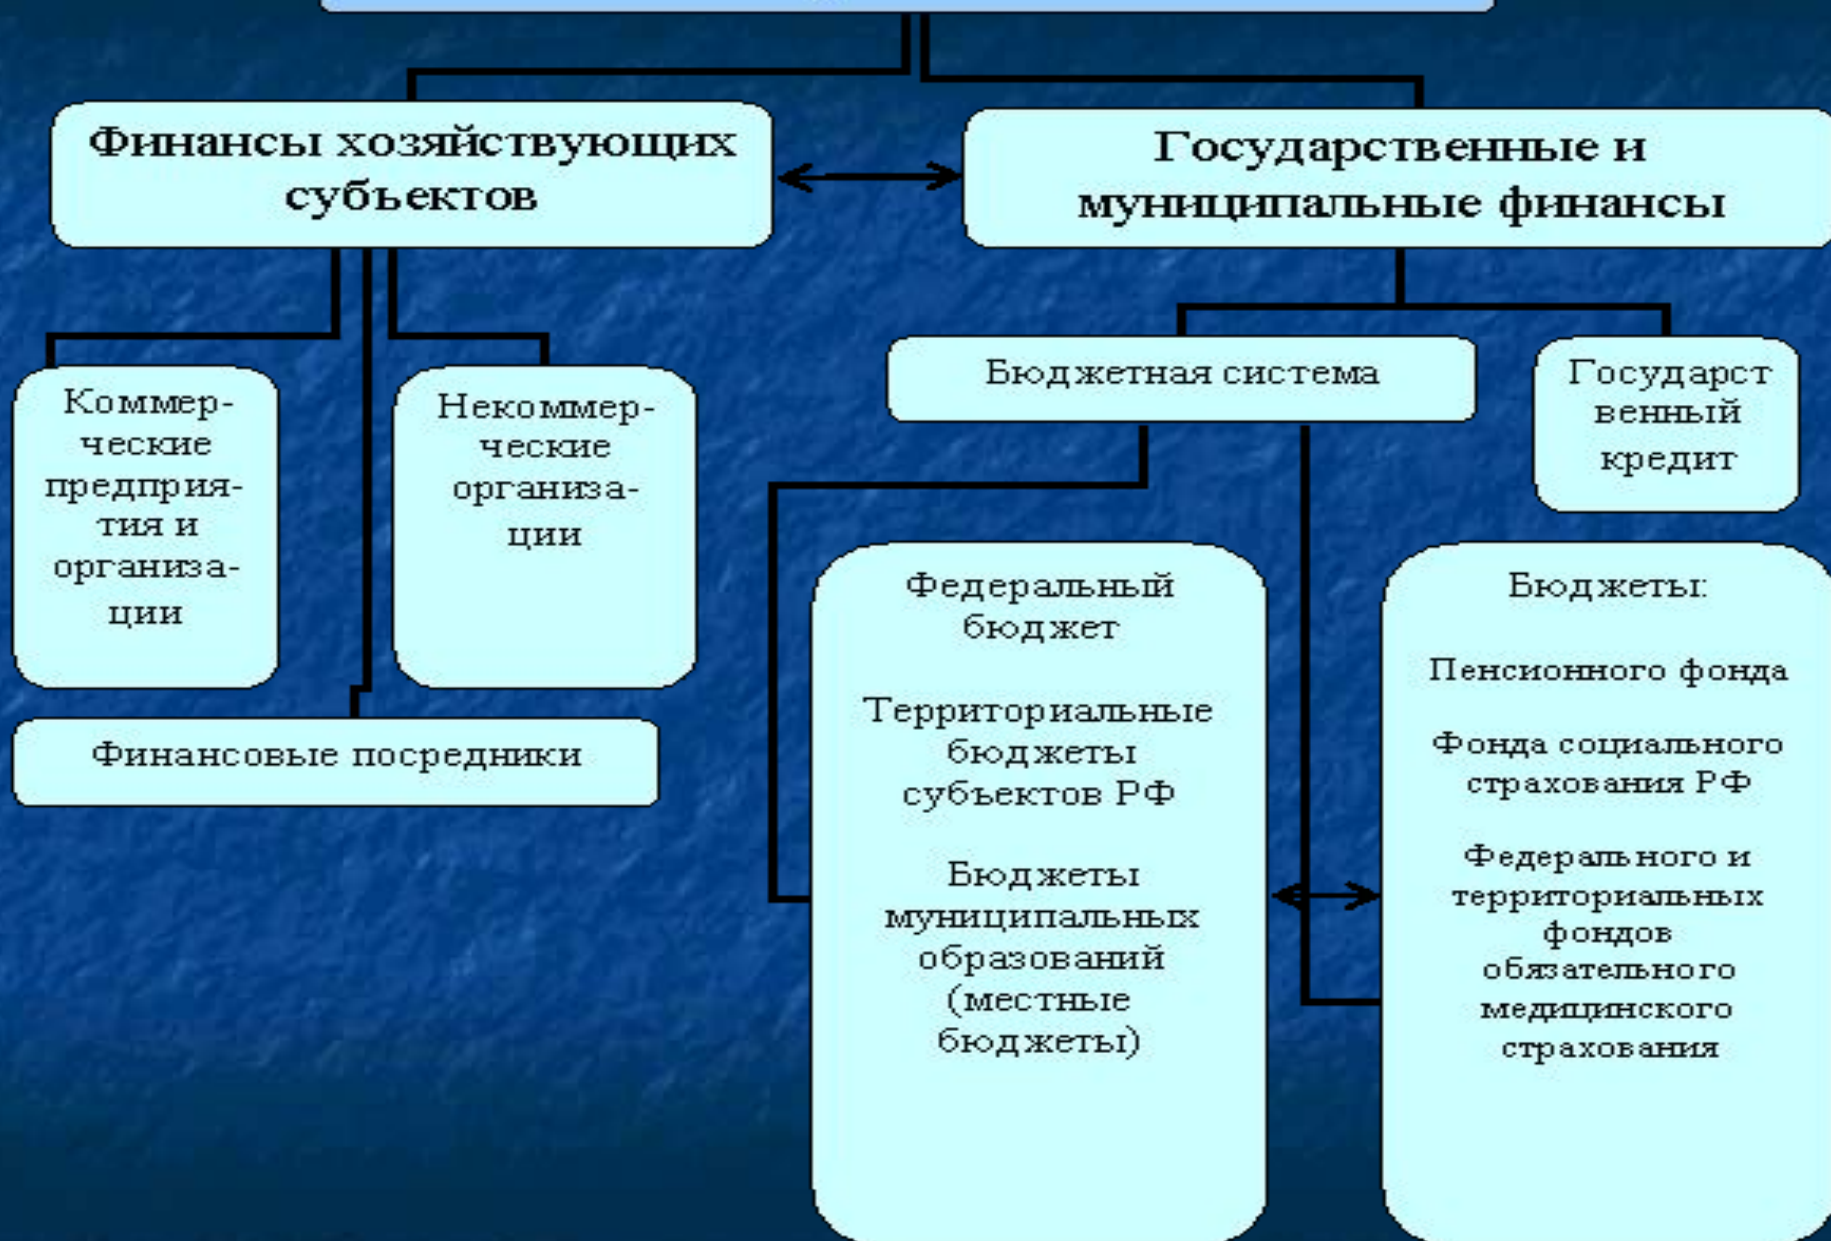 Финансы хозяйствующих
субъектов
Государственные и
муниципальные финансы
Коммер-
ческие
предприя-
тия и
организа-
ции
Некоммер-
ческие
организа-
ции
Финансовые посредники
Бюджетная система
Государст
венный
кредит
Федеральный
бюджет
Территориальные
бюджеты
субъектов РФ
Бюджеты
муниципальных
образований
(местные
бюджеты)
Бюджеты:
Пенсионного фонда
Фонда социального
страхования РФ
Федерального и
территориальных
фондов
обязательного
медицинского
страхования